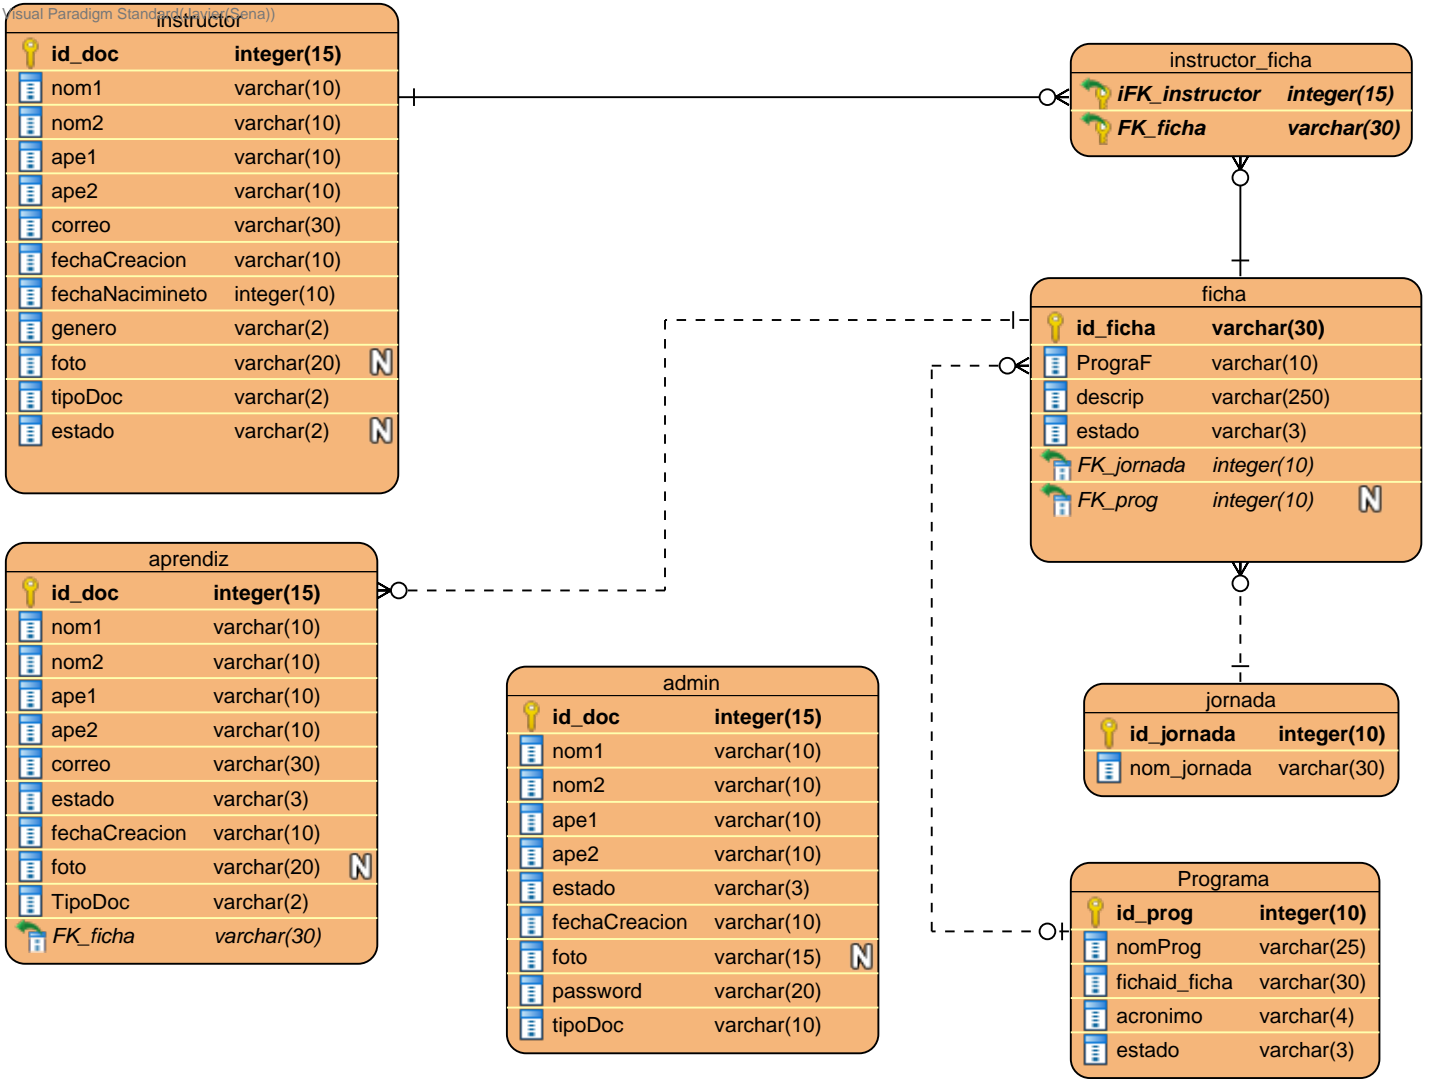 Visual Paradigm Standard(Javier(Sena))
instructor
id_doc integer(15)
nom1 varchar(10)
nom2 varchar(10)
ape1 varchar(10)
ape2 varchar(10)
correo varchar(30)
fechaCreacion varchar(10)
fechaNacimineto integer(10)
genero varchar(2)
foto varchar(20) N
tipoDoc varchar(2)
estado varchar(2) N
instructor_ficha
iFK_instructor integer(15)
FK_ficha varchar(30)
ficha
id_ficha varchar(30)
PrograF varchar(10)
descrip varchar(250)
estado varchar(3)
FK_jornada integer(10)
FK_prog integer(10) N
aprendiz
id_doc integer(15)
nom1 varchar(10)
nom2 varchar(10)
ape1 varchar(10)
ape2 varchar(10)
correo varchar(30)
estado varchar(3)
fechaCreacion varchar(10)
foto varchar(20) N
TipoDoc varchar(2)
FK_ficha varchar(30)
admin
id_doc integer(15)
nom1 varchar(10)
nom2 varchar(10)
ape1 varchar(10)
ape2 varchar(10)
estado varchar(3)
fechaCreacion varchar(10)
foto varchar(15) N
password varchar(20)
tipoDoc varchar(10)
jornada
id_jornada integer(10)
nom_jornada varchar(30)
Programa
id_prog integer(10)
nomProg varchar(25)
fichaid_ficha varchar(30)
acronimo varchar(4)
estado varchar(3)